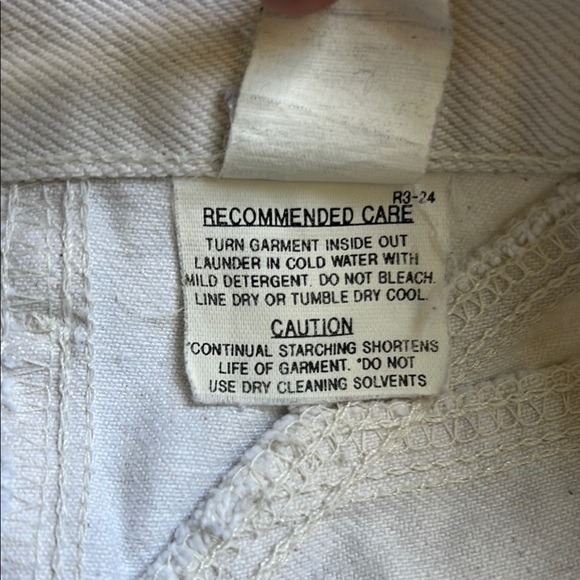 R3-24
RECOMMENDED CARE
TURN GARMENT INSIDE OUT
LAUNDER IN COLD WATER WITH
MILD DETERGENT. DO NOT BLEACH.
LINE DRY OR TUMBLE DRY COOL.
CAUTION
*CONTINUAL STARCHING SHORTENS
LIFE OF GARMENT. *DO NOT
USE DRY CLEANING SOLVENTS